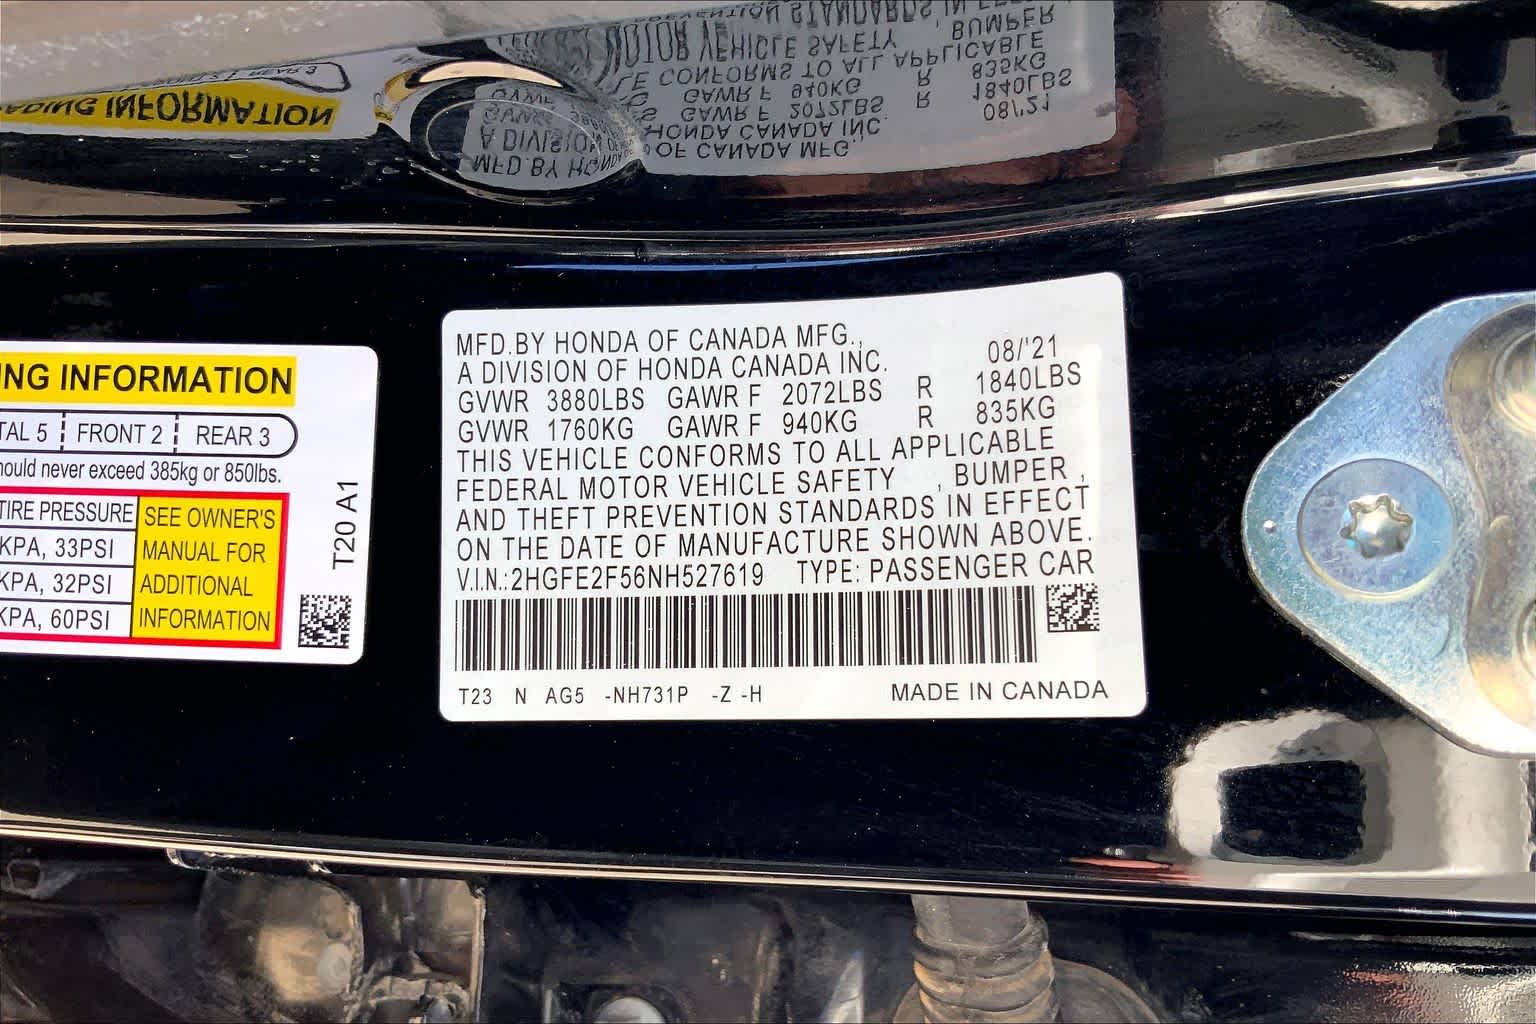 NG INFORMATION
TAL 5 FRONT 2 REAR 3
ould never exceed 385kg or 850lbs.
TIRE PRESSURE
KPA, 33PSI
KPA, 32PSI
KPA, 60PSI
SEE OWNER'S
MANUAL FOR
ADDITIONAL
INFORMATION
T20 A1
MFD.BY HONDA OF CANADA MFG.,
A DIVISION OF HONDA CANADA INC. 08/'21
GVWR 3880LBS GAWR F 2072LBS R 1840LBS
GVWR 1760KG GAWR F 940KG R 835KG
THIS VEHICLE CONFORMS TO ALL APPLICABLE
FEDERAL MOTOR VEHICLE SAFETY , BUMPER ,
AND THEFT PREVENTION STANDARDS IN EFFECT
ON THE DATE OF MANUFACTURE SHOWN ABOVE.
V.I.N.:2HGFE2F56NH527619 TYPE: PASSENGER CAR
T23 N AG5 -NH731P -Z -H MADE IN CANADA